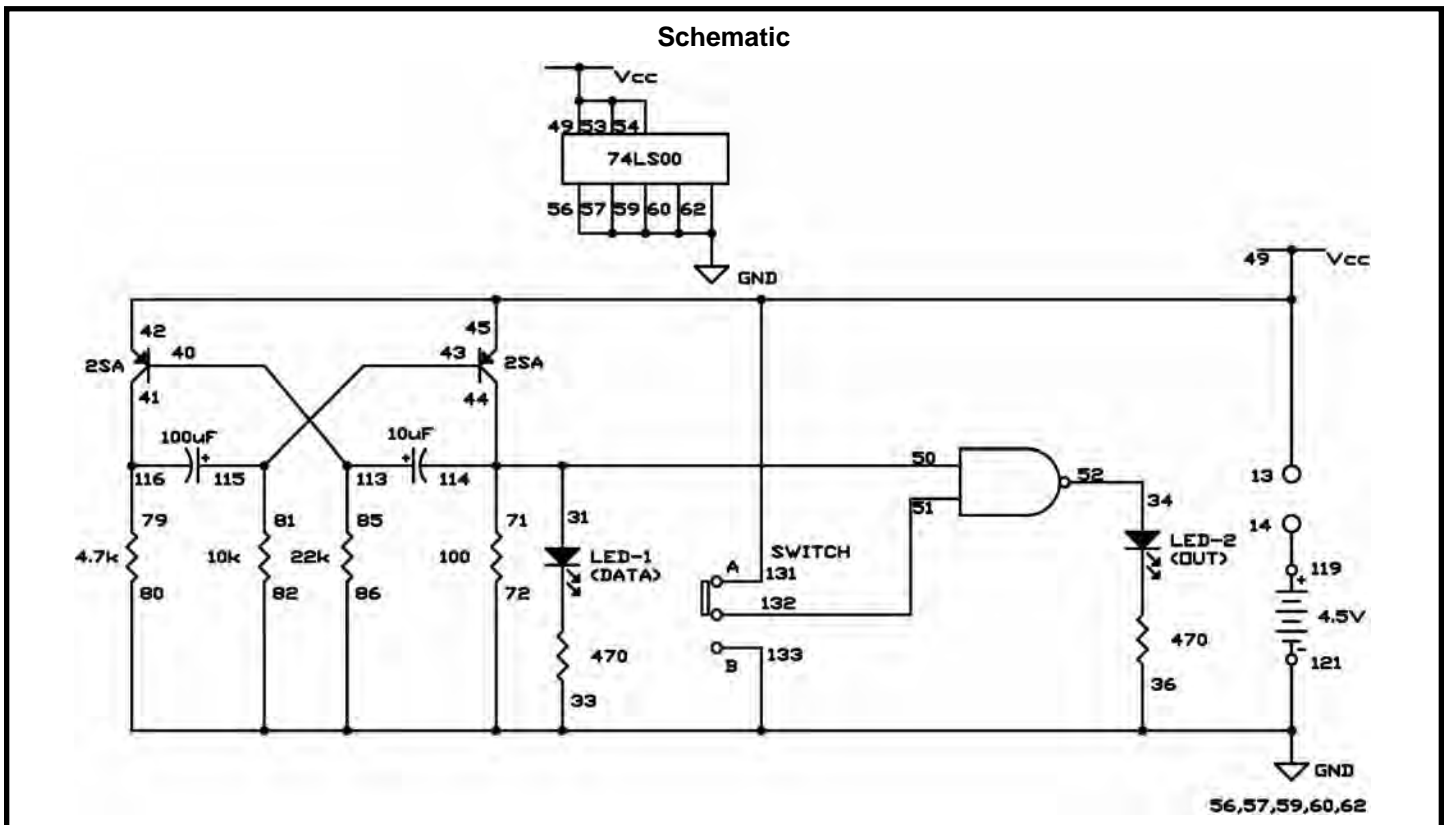 Schematic
Vcc
49 53 54
74LS00
56 57 59 60 62
GND
49 Vcc
42 45
40 43
2SA 2SA
41 44
100uF 10uF
+ +
116 115 113 114 50 52
51
13
79 81 85 71 31 34
14
4.7k 10k 22k 100 LED-1 SWITCH LED-2
(DATA) A 131 (OUT) 119
80 82 86 72 132 +
4.5V
470 B 133 470 -
121
33 36
GND
56,57,59,60,62